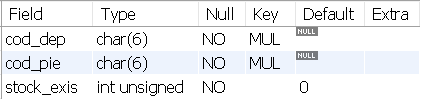 Field Type Null Key Default Extra
cod_dep char(6) NO MUL NULL
cod_pie char(6) NO MUL NULL
stock_exis int unsigned NO 0